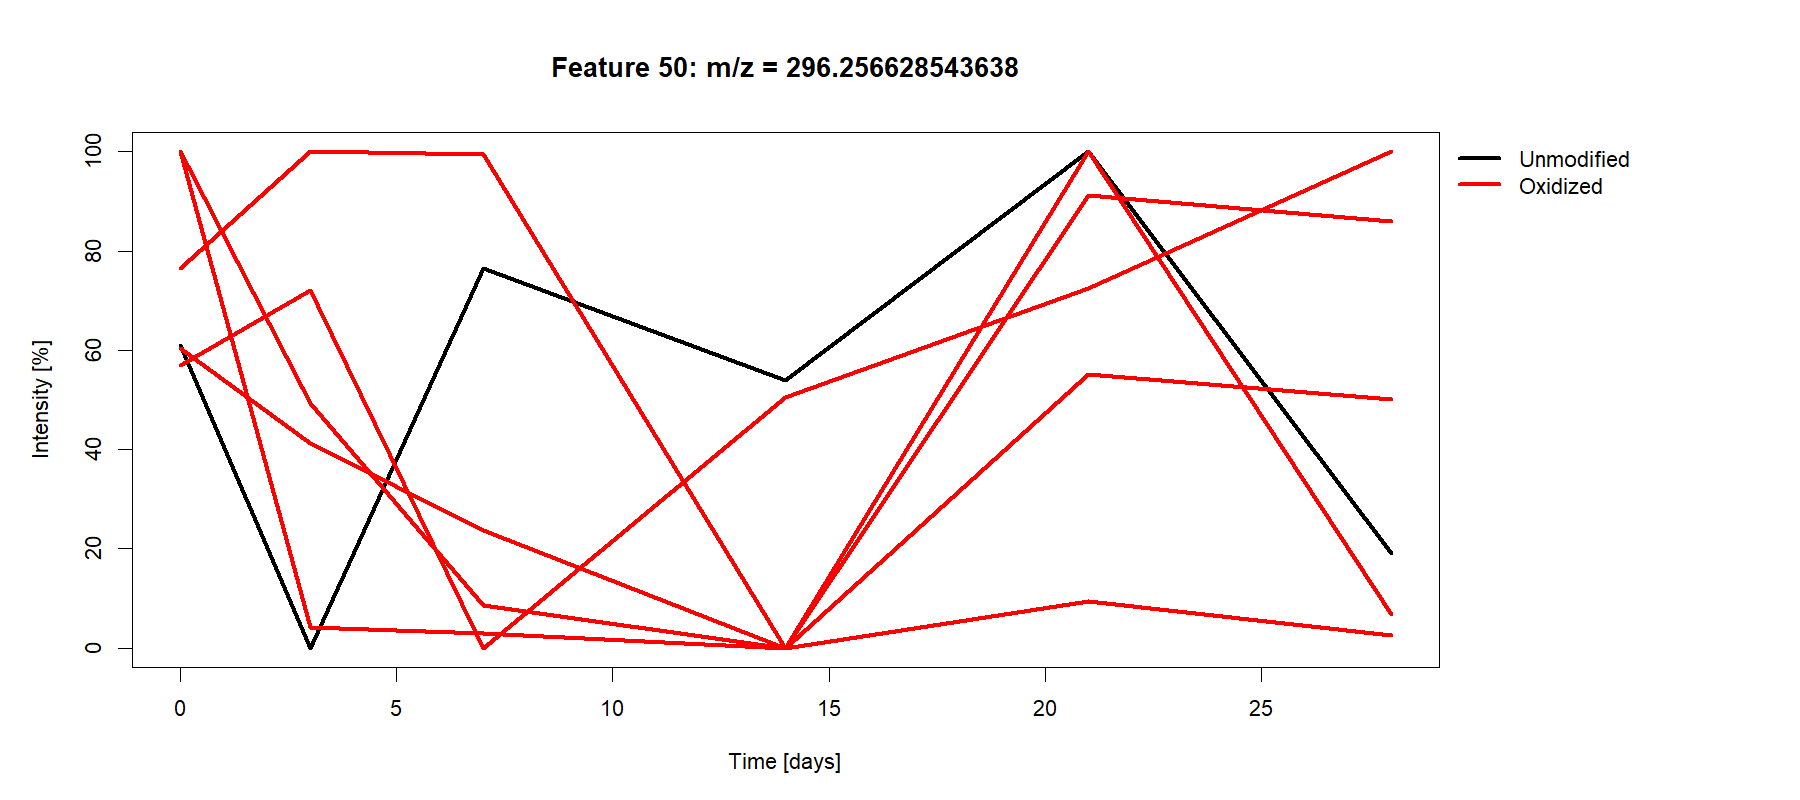 Feature 50: m/z = 296.256628543638
Unmodified
Oxidized
Intensity [%]
100
80
60
40
20
0
0 5 10 15 20 25
Time [days]